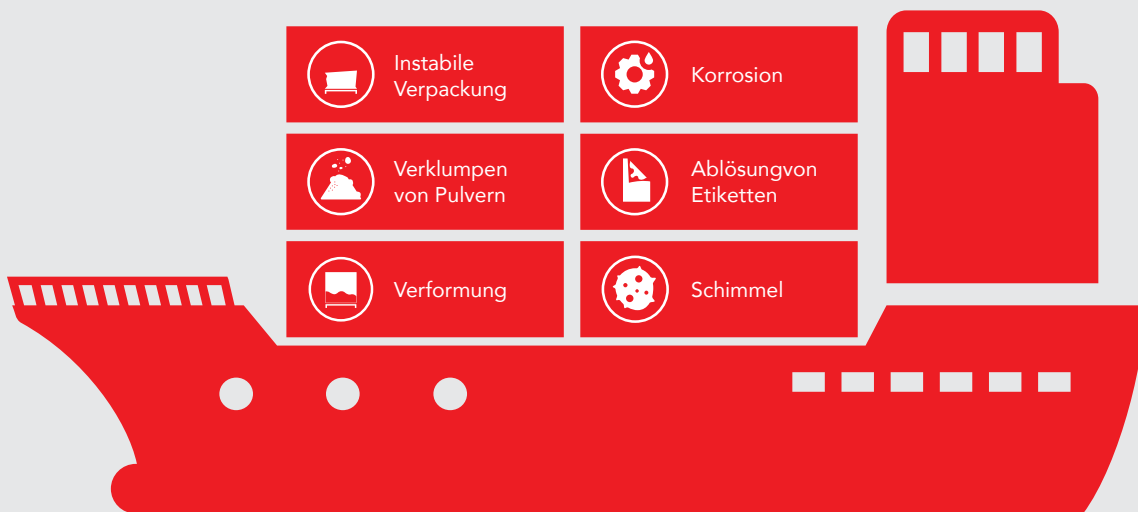 Instabile
Verpackung
Korrosion
Verklumpen
von Pulvern
Ablösungvon
Etiketten
Verformung
Schimmel